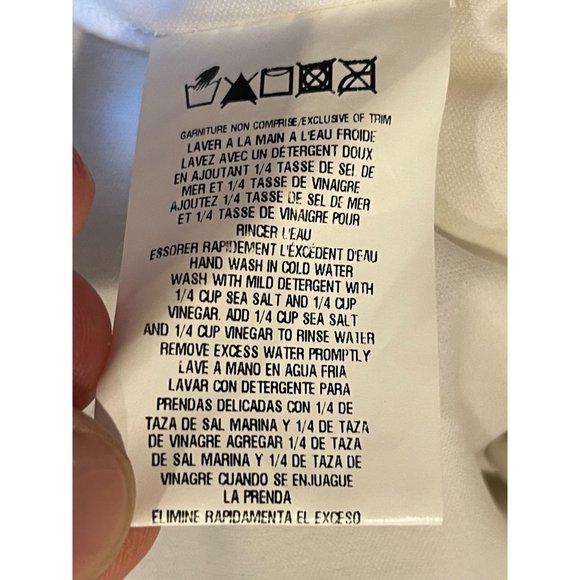 GARNITURE NON COMPRISE/EXCLUSIVE OF TRIM
LAVER A LA MAIN A L'EAU FROIDE
LAVEZ AVEC UN DÉTERGENT DOUX
EN AJOUTANT 1/4 TASSE DE SEL DE
MER ET 1/4 TASSE DE VINAIGRE
AJOUTEZ 1/4 TASSE DE SEL DE MER
ET 1/4 TASSE DE VINAIGRE POUR
RINCER L'EAU
ESSORER RAPIDEMENT L'ÉXCÉDENT D'EAU
HAND WASH IN COLD WATER
WASH WITH MILD DETERGENT WITH
1/4 CUP SEA SALT AND 1/4 CUP
VINEGAR. ADD 1/4 CUP SEA SALT
AND 1/4 CUP VINEGAR TO RINSE WATER
REMOVE EXCESS WATER PROMPTLY
LAVE A MANO EN AGUA FRIA
LAVAR CON DETERGENTE PARA
PRENDAS DELICADAS CON 1/4 DE
TAZA DE SAL MARINA Y 1/4 DE TAZA
DE VINAGRE AGREGAR 1/4 DE TAZA
DE SAL MARINA Y 1/4 DE TAZA DE
VINAGRE CUANDO SE ENJUAGUE
LA PRENDA
ELIMINE RAPIDAMENTA EL EXCESO